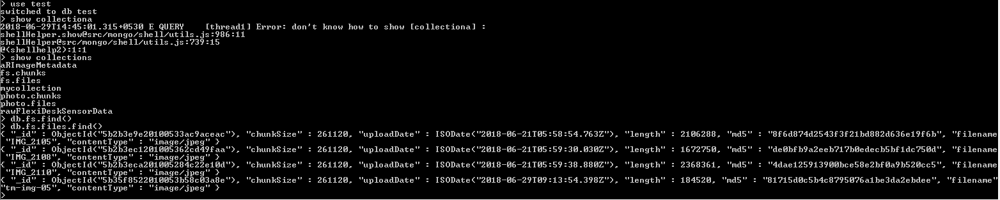 > use test
switched to db test
> show collectiona
2018-06-29T14:45:01.315+0530 E QUERY    [thread1] Error: don't know how to show [collectiona] :
shellHelper.show@src/mongo/shell/utils.js:986:11
shellHelper@src/mongo/shell/utils.js:739:15
@(shellhelp2):1:1
> show collections
aRImageMetadata
fs.chunks
fs.files
mycollection
photo.chunks
photo.files
rawFlexiDeskSensorData
> db.fs.find()
> db.fs.files.find()
{ "_id" : ObjectId("5b2b3e9e20100533ac9aceac"), "chunkSize" : 261120, "uploadDate" : ISODate("2018-06-21T05:58:54.763Z"), "length" : 2106288, "md5" : "8f6d874d2543f3f21bd882d636e19f6b", "filename
 "IMG_2105", "contentType" : "image/jpeg" }
{ "_id" : ObjectId("5b2b3ec1201005362cd49faa"), "chunkSize" : 261120, "uploadDate" : ISODate("2018-06-21T05:59:30.030Z"), "length" : 1672750, "md5" : "de0bfb9a2eeb717b0edecb5bf1dc750d", "filename
 "IMG_2108", "contentType" : "image/jpeg" }
{ "_id" : ObjectId("5b2b3eca201005284c22e10d"), "chunkSize" : 261120, "uploadDate" : ISODate("2018-06-21T05:59:38.880Z"), "length" : 2368361, "md5" : "4dae125913900bce58e2bf0a9b520cc5", "filename
 "IMG_2110", "contentType" : "image/jpeg" }
{ "_id" : ObjectId("5b35f8522010053b58c03a8e"), "chunkSize" : 261120, "uploadDate" : ISODate("2018-06-29T09:13:54.398Z"), "length" : 184520, "md5" : "81715d0c5b4c8795076a1be3da2ebdee", "filename"
"tm-img-05", "contentType" : "image/jpeg" }
>